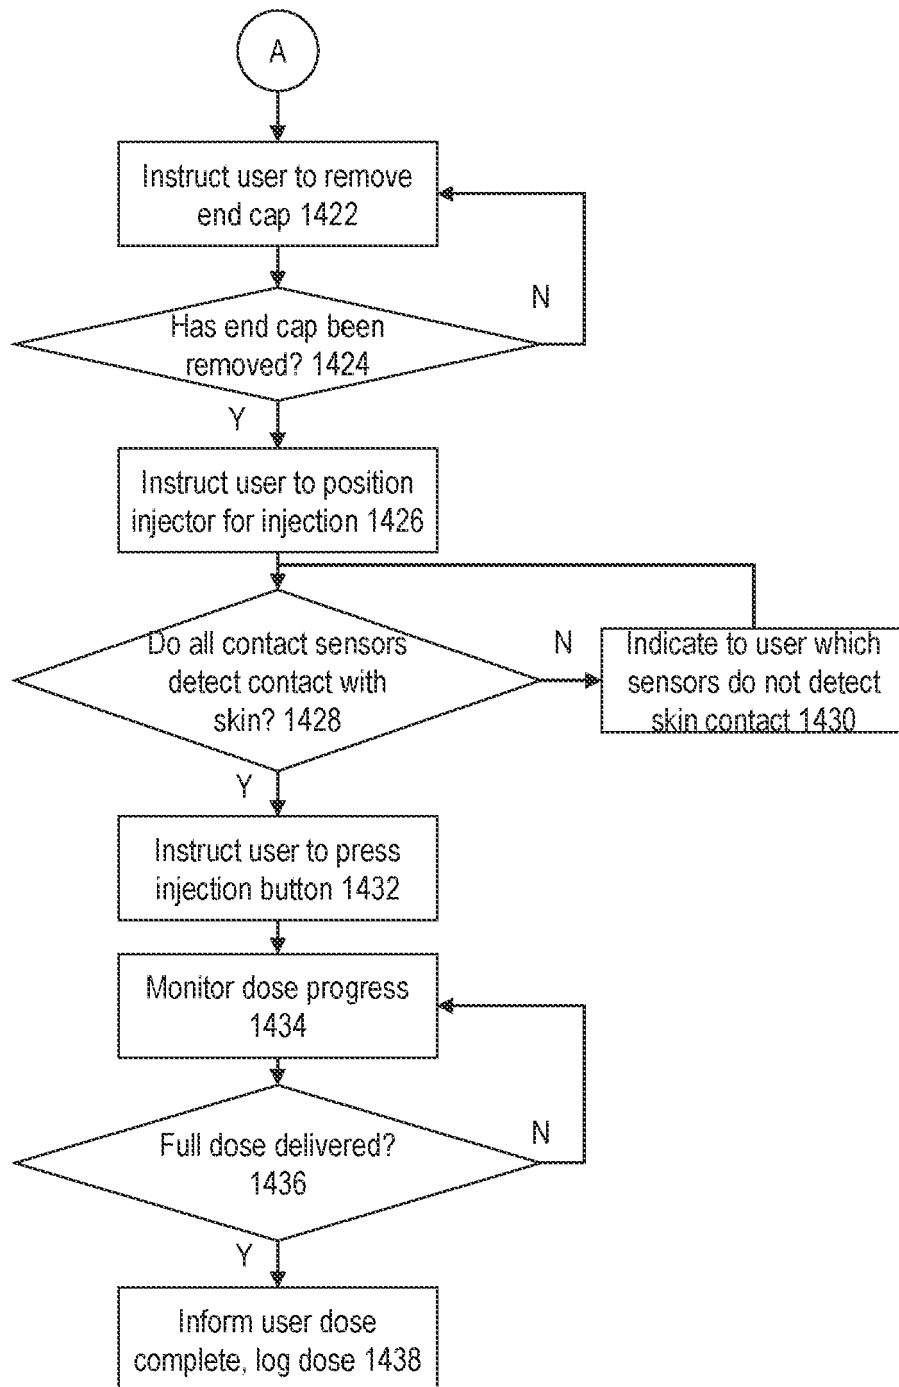 A
Instruct user to remove
end cap 1422
N
Has end cap been
removed? 1424
Y
Instruct user to position
injector for injection 1426
Do all contact sensors
detect contact with
skin? 1428
N
Indicate to user which
sensors do not detect
skin contact 1430
Y
Instruct user to press
injection button 1432
Monitor dose progress
1434
N
Full dose delivered?
1436
Y
Inform user dose
complete, log dose 1438